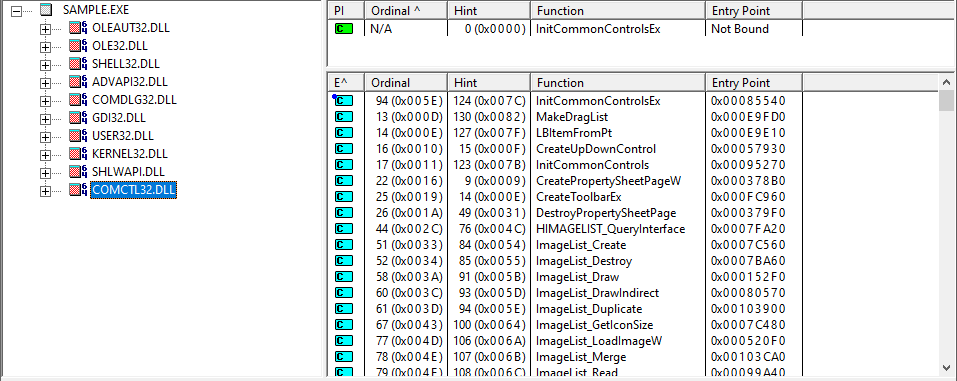 SAMPLE.EXE
OLEAUT32.DLL
OLE32.DLL
SHELL32.DLL
ADVAPI32.DLL
COMDLG32.DLL
GDI32.DLL
USER32.DLL
KERNEL32.DLL
SHLWAPI.DLL
COMCTL32.DLL
PI Ordinal ^ Hint Function Entry Point
C N/A 0 (0x0000) InitCommonControlsEx Not Bound
E^ Ordinal Hint Function Entry Point
C 94 (0x005E) 124 (0x007C) InitCommonControlsEx 0x00085540
C 13 (0x000D) 130 (0x0082) MakeDragList 0x000E9FD0
C 14 (0x000E) 127 (0x007F) LBItemFromPt 0x000E9E10
C 16 (0x0010) 15 (0x000F) CreateUpDownControl 0x00057930
C 17 (0x0011) 123 (0x007B) InitCommonControls 0x00095270
C 22 (0x0016) 9 (0x0009) CreatePropertySheetPageW 0x000378B0
C 25 (0x0019) 14 (0x000E) CreateToolbarEx 0x000FC960
C 26 (0x001A) 49 (0x0031) DestroyPropertySheetPage 0x000379F0
C 44 (0x002C) 76 (0x004C) HIMAGELIST_QueryInterface 0x0007FA20
C 51 (0x0033) 84 (0x0054) ImageList_Create 0x0007C560
C 52 (0x0034) 85 (0x0055) ImageList_Destroy 0x0007BA60
C 58 (0x003A) 91 (0x005B) ImageList_Draw 0x000152F0
C 60 (0x003C) 93 (0x005D) ImageList_DrawIndirect 0x00080570
C 61 (0x003D) 94 (0x005E) ImageList_Duplicate 0x00103900
C 67 (0x0043) 100 (0x0064) ImageList_GetIconSize 0x0007C480
C 77 (0x004D) 106 (0x006A) ImageList_LoadImageW 0x000520F0
C 78 (0x004E) 107 (0x006B) ImageList_Merge 0x00103CA0
C 79 (0x004F) 108 (0x006C) ImageList_Read 0x00099A40